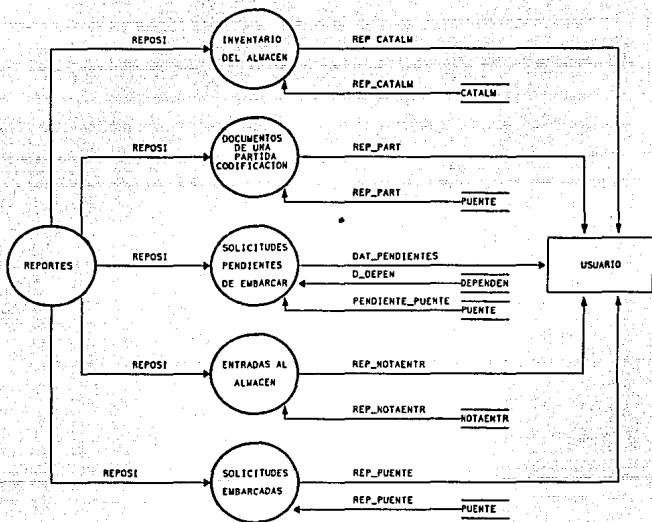 REPOSI
INVENTARIO
DEL ALMACEN
REP_CATALM
REP_CATALM
CATALM
REPOSI
DOCUMENTOS
DE UNA
PARTIDA
CODIFICACION
REP_PART
REP_PART
PUENTE
REPORTES
REPOSI
SOLICITUDES
PENDIENTES
DE EMBARCAR
DAT_PENDIENTES
D_DEPEN
DEPENDEN
PENDIENTE_PUENTE
PUENTE
USUARIO
REPOSI
ENTRADAS AL
ALMACEN
REP_NOTAENTR
REP_NOTAENTR
NOTAENTR
REPOSI
SOLICITUDES
EMBARCADAS
REP_PUENTE
REP_PUENTE
PUENTE